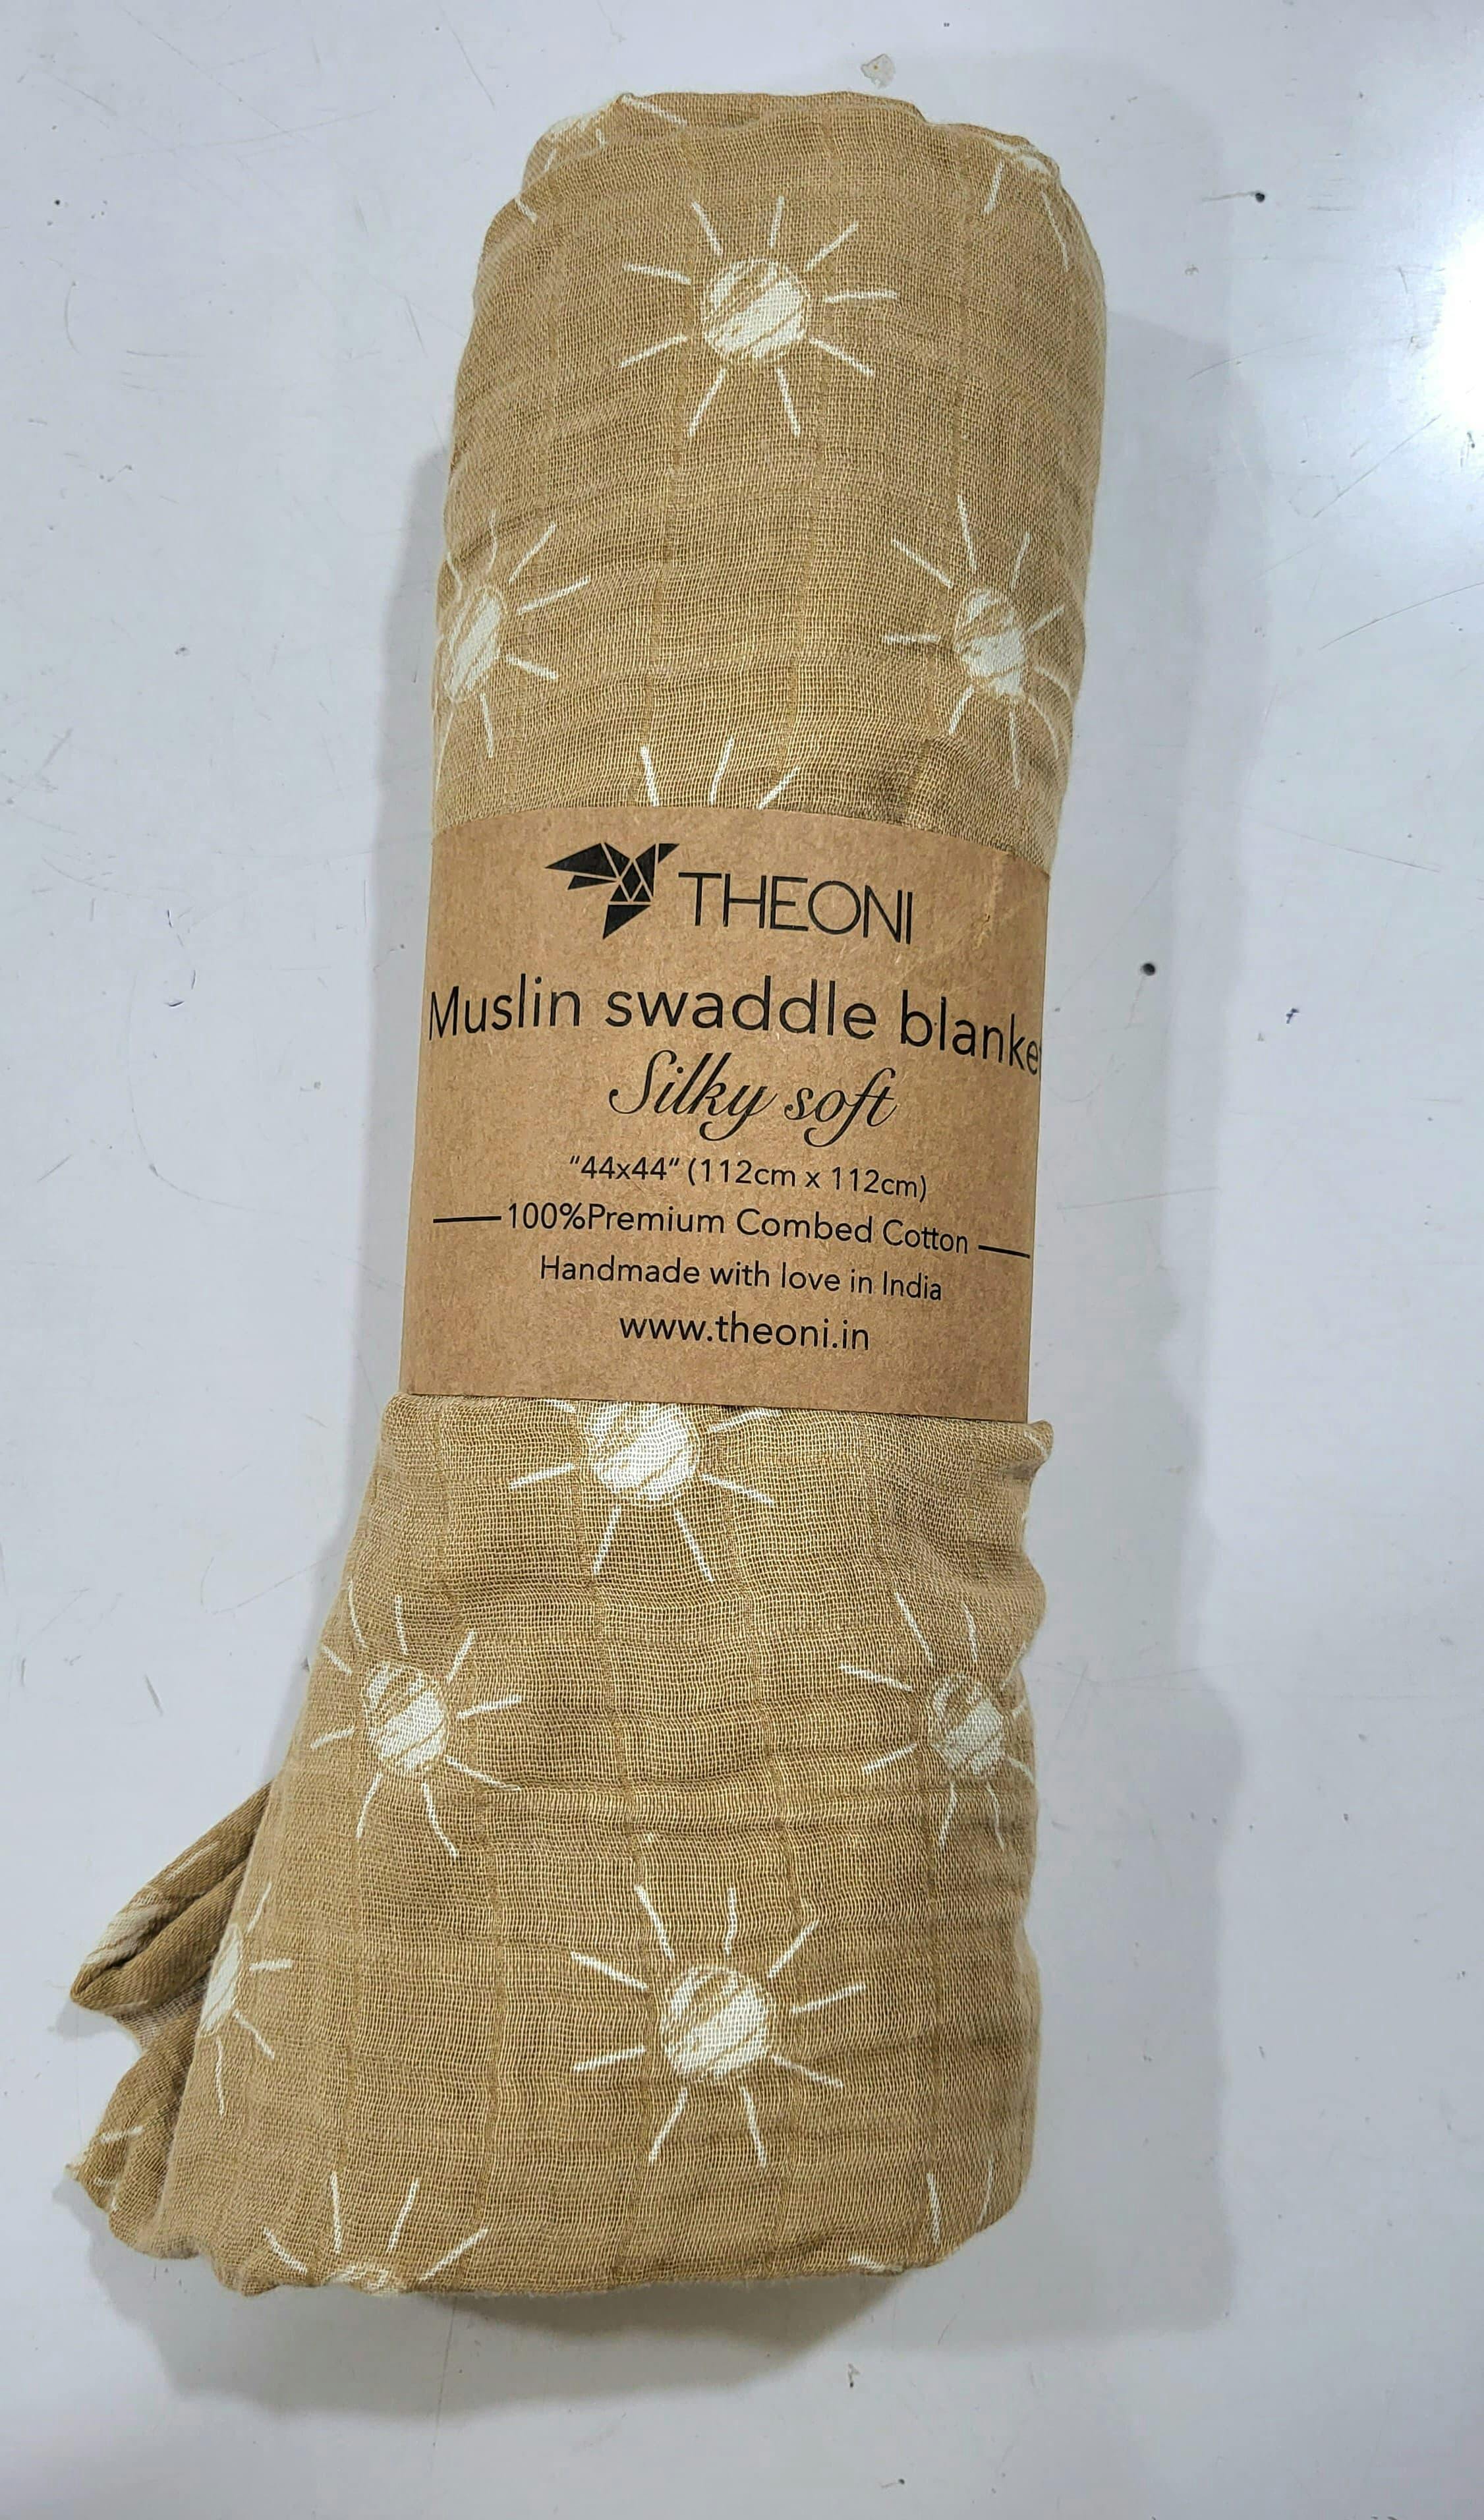 THEONI
Muslin swaddle blanket
Silky soft
"44x44" (112cm x 112cm)
100%Premium Combed Cotton
Handmade with love in India
www.theoni.in